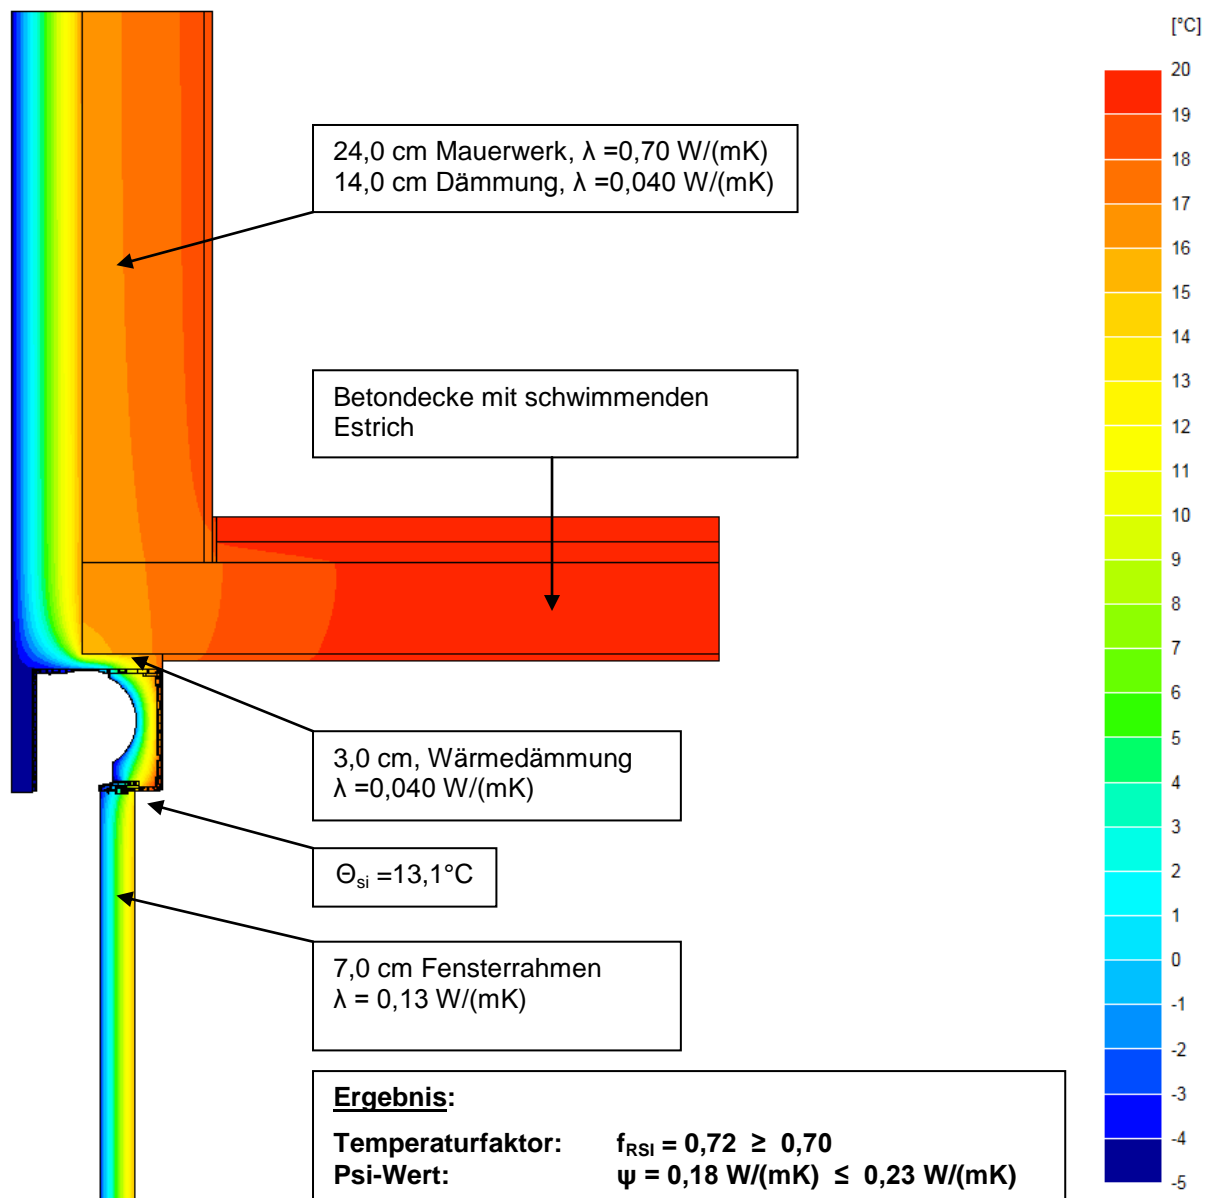 [°C]
24,0 cm Mauerwerk, λ =0,70 W/(mK)
14,0 cm Dämmung, λ =0,040 W/(mK)
Betondecke mit schwimmenden
Estrich
3,0 cm, Wärmedämmung
λ =0,040 W/(mK)
Θsi =13,1°C
7,0 cm Fensterrahmen
λ = 0,13 W/(mK)
Ergebnis:
Temperaturfaktor: fRSI = 0,72 ≥ 0,70
Psi-Wert: ψ = 0,18 W/(mK) ≤ 0,23 W/(mK)
20
19
18
17
16
15
14
13
12
11
10
9
8
7
6
5
4
3
2
1
0
-1
-2
-3
-4
-5